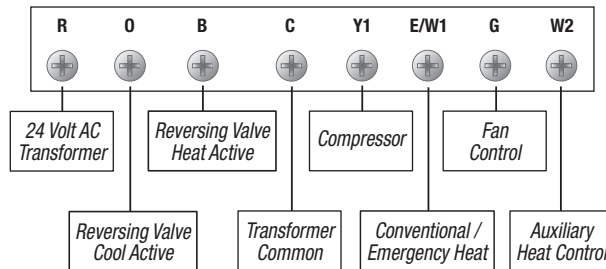 R O B C Y1 E/W1 G W2
24 Volt AC
Transformer
Reversing Valve
Heat Active
Compressor
Fan
Control
Reversing Valve
Cool Active
Transformer
Common
Conventional /
Emergency Heat
Auxiliary
Heat Control